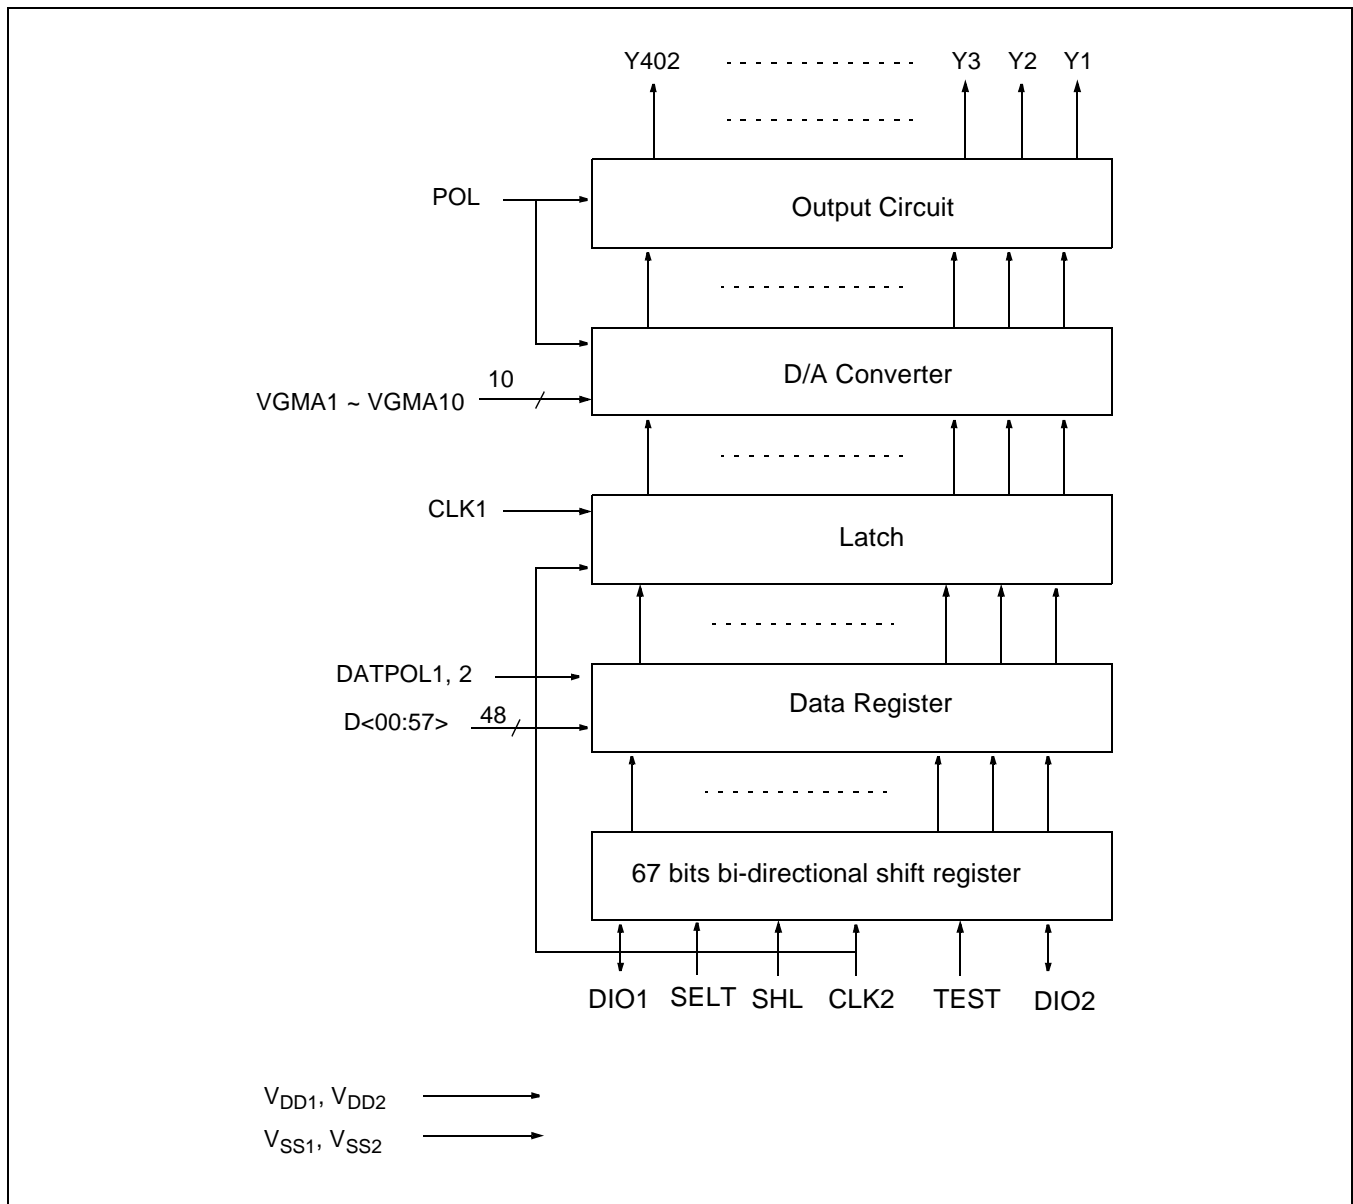 Y402 Y3 Y2 Y1
POL
Output Circuit
D/A Converter
10
VGMA1 ~ VGMA10
CLK1
Latch
DATPOL1, 2
Data Register
D<00:57>
48
67 bits bi-directional shift register
DIO1 SELT SHL CLK2 TEST DIO2
VDD1, VDD2
VSS1, VSS2